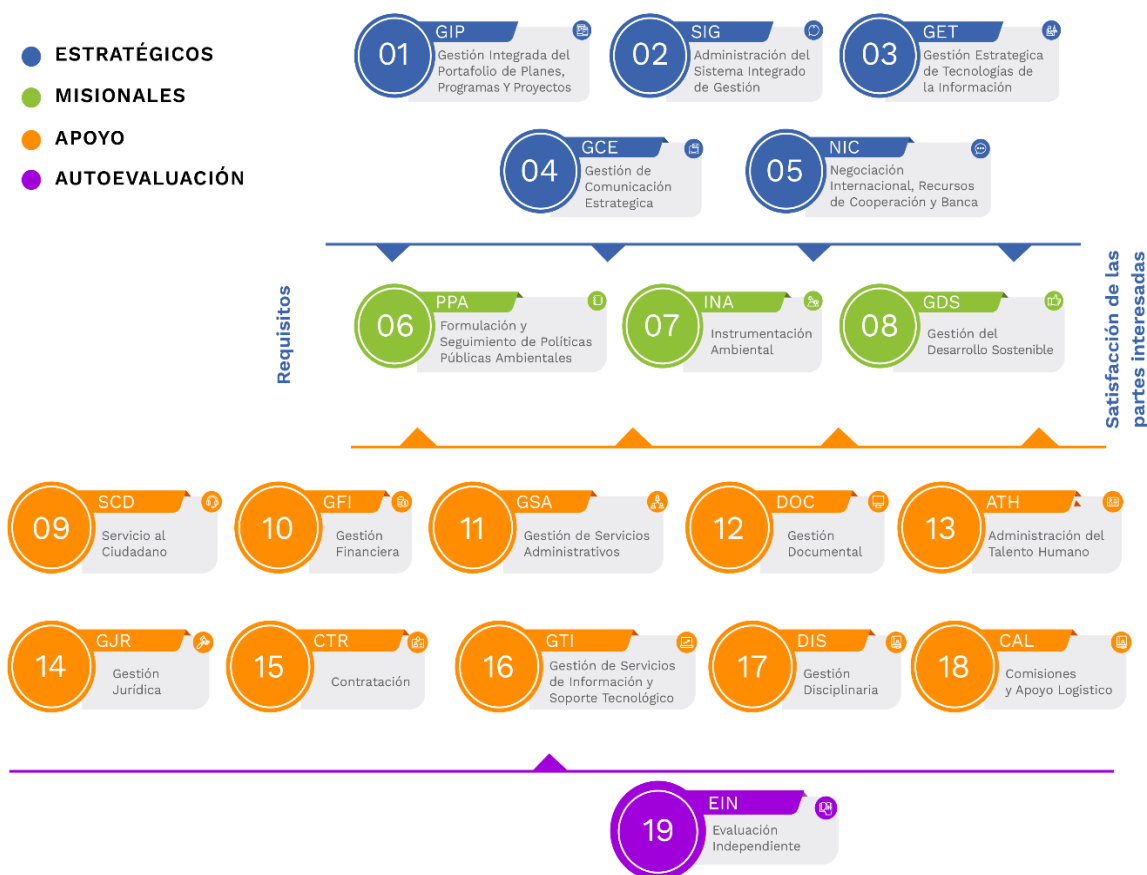 ESTRATÉGICOS
MISIONALES
APOYO
AUTOEVALUACIÓN
01
GIP
Gestión Integrada del
Portafolio de Planes,
Programas Y Proyectos
02
SIG
Administración del
Sistema Integrado
de Gestión
03
GET
Gestión Estrategica
de Tecnologías de
la Información
04
GCE
Gestión de
Comunicación
Estrategica
05
NIC
Negociación
Internacional, Recursos
de Cooperación y Banca
Requisitos
06
PPA
Formulación y
Seguimiento de Políticas
Públicas Ambientales
07
INA
Instrumentación
Ambiental
08
GDS
Gestión del
Desarrollo Sostenible
Satisfacción de las
partes interesadas
09
SCD
Servicio al
Ciudadano
10
GFI
Gestión
Financiera
11
GSA
Gestión de Servicios
Administrativos
12
DOC
Gestión
Documental
13
ATH
Administración del
Talento Humano
14
GJR
Gestión
Jurídica
15
CTR
Contratación
16
GTI
Gestión de Servicios
de Información y
Soporte Tecnológico
17
DIS
Gestión
Disciplinaria
18
CAL
Comisiones
y Apoyo Logistico
19
EIN
Evaluación
Independiente